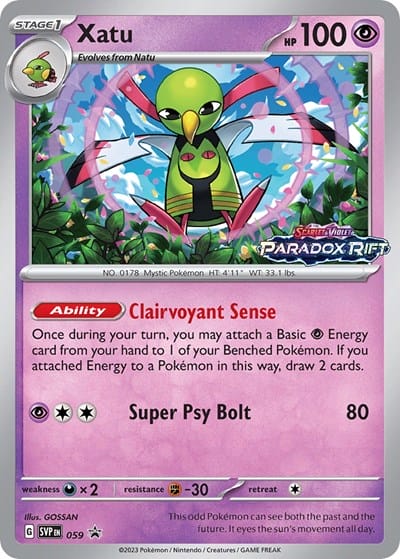 STAGE 1 Xatu HP 100
Evolves from Natu
SCARLET & VIOLET
PARADOX RIFT
NO. 0178 Mystic Pokémon HT: 4'11" WT: 33.1 lbs.
Ability Clairvoyant Sense
Once during your turn, you may attach a Basic Energy
card from your hand to 1 of your Benched Pokémon. If you
attached Energy to a Pokémon in this way, draw 2 cards.
Super Psy Bolt 80
weakness ×2 resistance -30 retreat
Illus. GOSSAN
G SVP EN 059
This odd Pokémon can see both the past and the
future. It eyes the sun's movement all day.
©2023 Pokémon / Nintendo / Creatures / GAME FREAK